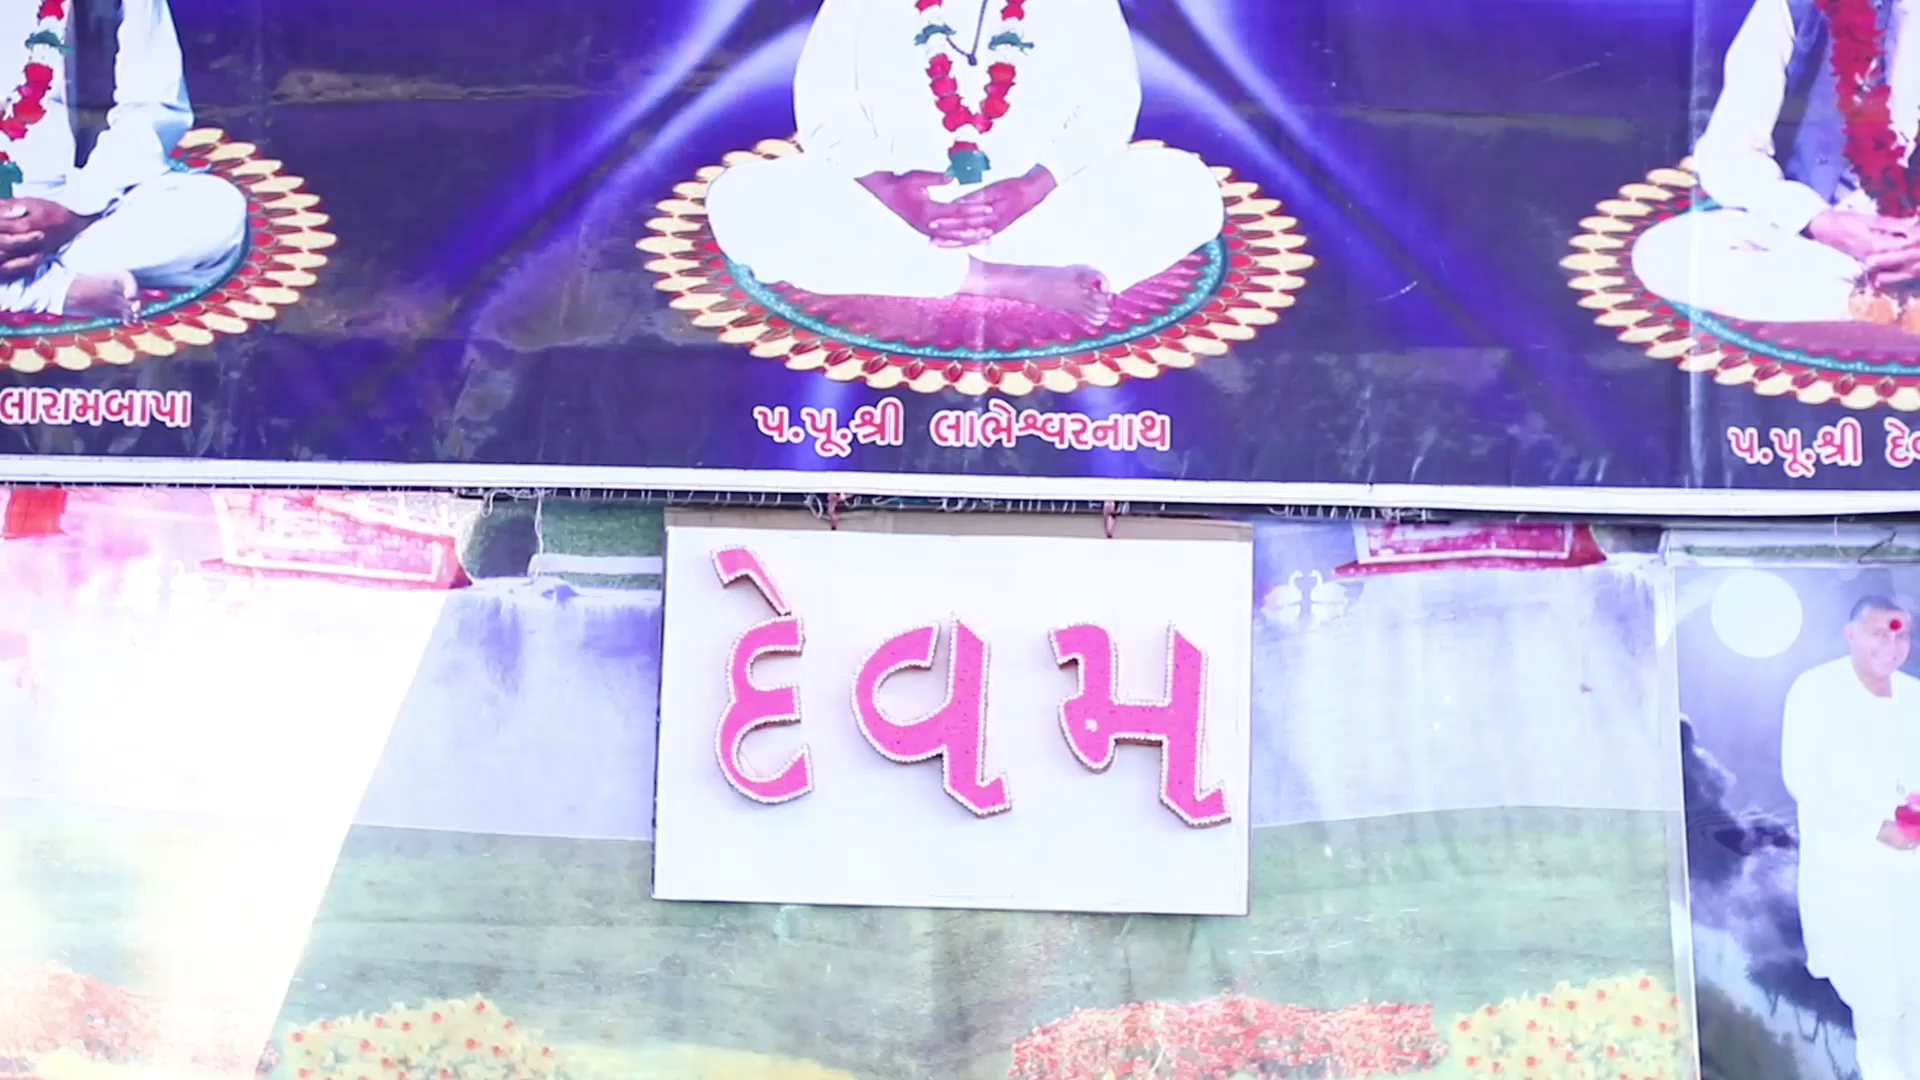 લારામબાપા
પ.પૂ.શ્રી લાભેશ્વરનાથ
પ.પૂ.શ્રી
દેવમ